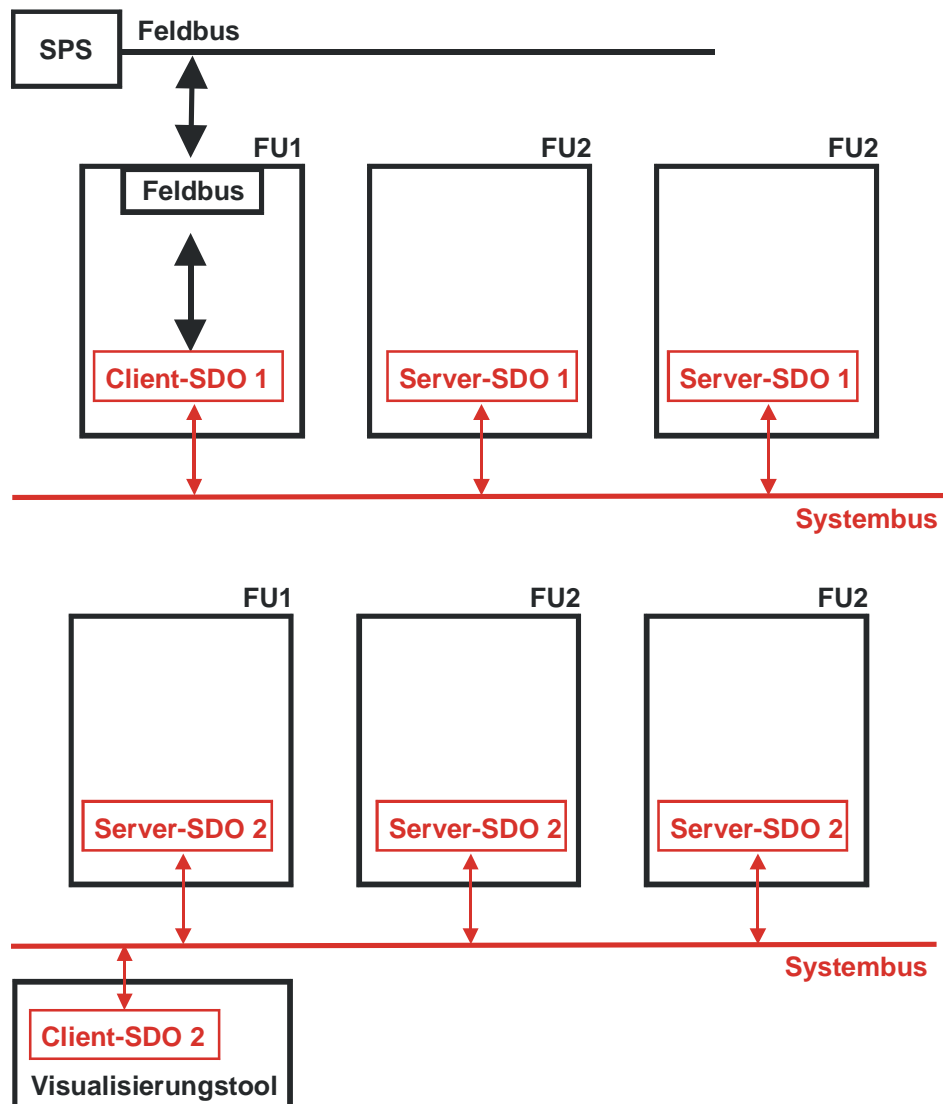 SPS
Feldbus
FU1
FU2
FU2
Feldbus
Client-SDO 1
Server-SDO 1
Server-SDO 1
Systembus
FU1
FU2
FU2
Server-SDO 2
Server-SDO 2
Server-SDO 2
Systembus
Client-SDO 2
Visualisierungstool